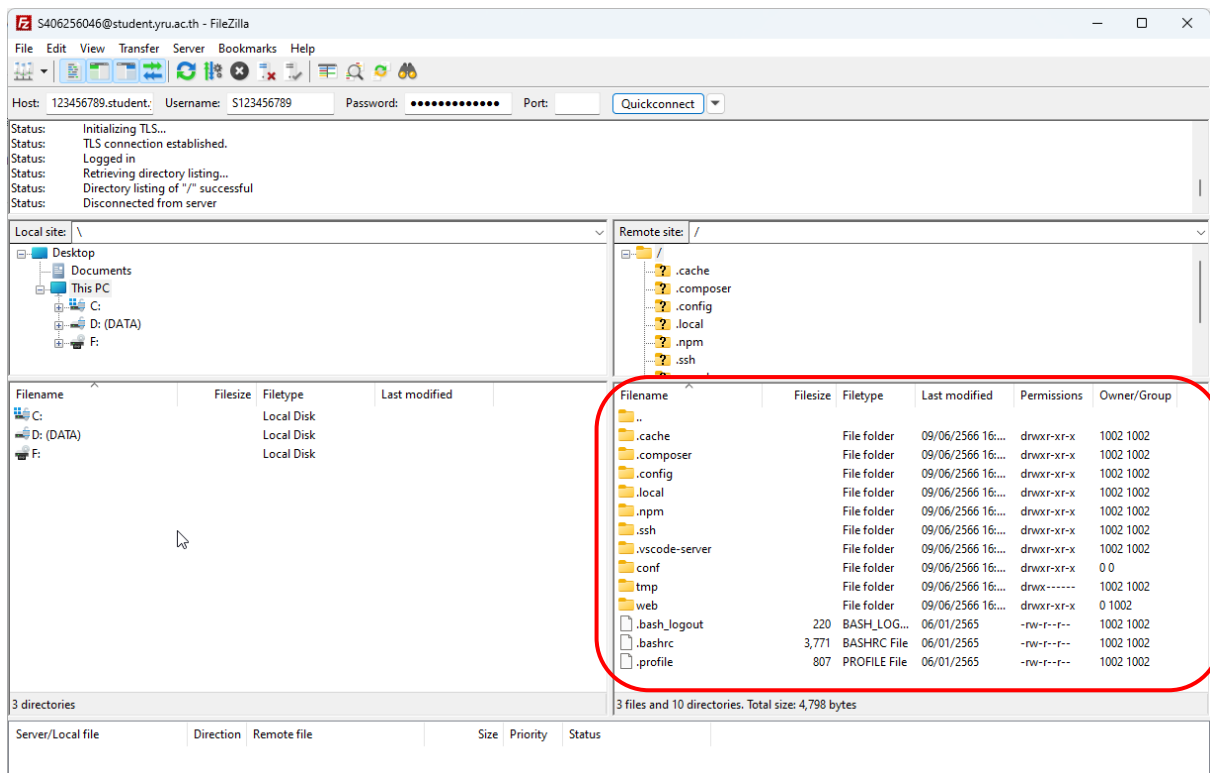 S406256046@student.yru.ac.th - FileZilla
File Edit View Transfer Server Bookmarks Help
Host: 123456789.student. Username: S123456789 Password: ●●●●●●●●●●●●● Port: Quickconnect
Status: Initializing TLS...
Status: TLS connection established.
Status: Logged in
Status: Retrieving directory listing...
Status: Directory listing of "/" successful
Status: Disconnected from server
Local site: \
Desktop
Documents
This PC
C:
D: (DATA)
F:
Filename Filesize Filetype Last modified
C: Local Disk
D: (DATA) Local Disk
F: Local Disk
3 directories
Remote site: /
/
.cache
.composer
.config
.local
.npm
.ssh
Filename Filesize Filetype Last modified Permissions Owner/Group
..
.cache File folder 09/06/2566 16:... drwxr-xr-x 1002 1002
.composer File folder 09/06/2566 16:... drwxr-xr-x 1002 1002
.config File folder 09/06/2566 16:... drwxr-xr-x 1002 1002
.local File folder 09/06/2566 16:... drwxr-xr-x 1002 1002
.npm File folder 09/06/2566 16:... drwxr-xr-x 1002 1002
.ssh File folder 09/06/2566 16:... drwxr-xr-x 1002 1002
.vscode-server File folder 09/06/2566 16:... drwxr-xr-x 1002 1002
conf File folder 09/06/2566 16:... drwxr-xr-x 0 0
tmp File folder 09/06/2566 16:... drwx------ 1002 1002
web File folder 09/06/2566 16:... drwxr-xr-x 0 1002
.bash_logout 220 BASH_LOG... 06/01/2565 -rw-r--r-- 1002 1002
.bashrc 3,771 BASHRC File 06/01/2565 -rw-r--r-- 1002 1002
.profile 807 PROFILE File 06/01/2565 -rw-r--r-- 1002 1002
3 files and 10 directories. Total size: 4,798 bytes
Server/Local file Direction Remote file Size Priority Status